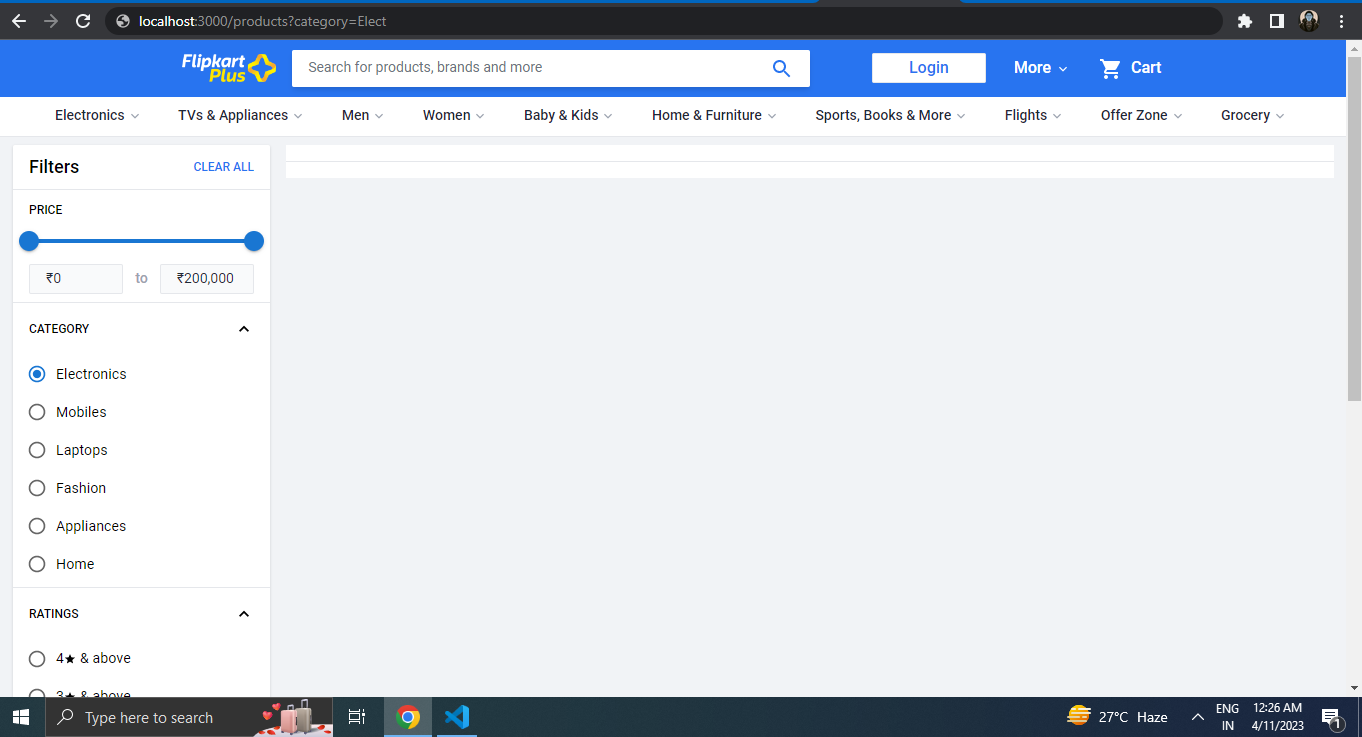 localhost:3000/products?category=Elect
Flipkart
Plus
Search for products, brands and more
Login
More
Cart
Electronics
TVs & Appliances
Men
Women
Baby & Kids
Home & Furniture
Sports, Books & More
Flights
Offer Zone
Grocery
Filters
CLEAR ALL
PRICE
₹0
to
₹200,000
CATEGORY
Electronics
Mobiles
Laptops
Fashion
Appliances
Home
RATINGS
4★ & above
3★ & above
Type here to search
27°C Haze
ENG
IN
12:26 AM
4/11/2023
1